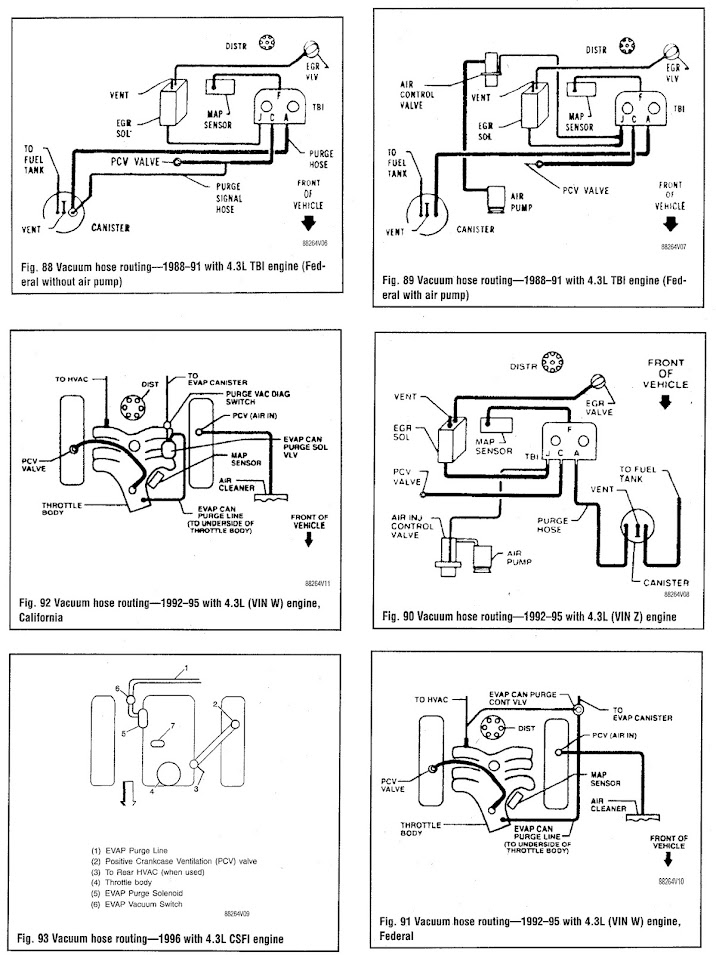 DISTR
EGR
VLV
VENT
F
J C A
TBI
MAP
SENSOR
EGR
SOL
TO
FUEL
TANK
PCV VALVE
PURGE
HOSE
PURGE
SIGNAL
HOSE
FRONT
OF
VEHICLE
VENT
CANISTER
88264V06
Fig. 88 Vacuum hose routing—1988–91 with 4.3L TBI engine (Fed-
eral without air pump)
DISTR
EGR
VLV
AIR
CONTROL
VALVE
VENT
F
J C A
TBI
MAP
SENSOR
EGR
SOL
TO
FUEL
TANK
PCV VALVE
AIR
PUMP
FRONT
OF
VEHICLE
VENT
CANISTER
88264V07
Fig. 89 Vacuum hose routing—1988–91 with 4.3L TBI engine (Fed-
eral with air pump)
TO HVAC
DIST
TO
EVAP CANISTER
PURGE VAC DIAG
SWITCH
PCV (AIR IN)
EVAP CAN
PURGE SOL
VLV
PCV
VALVE
MAP
SENSOR
AIR
CLEANER
THROTTLE
BODY
EVAP CAN
PURGE LINE
(TO UNDERSIDE OF
THROTTLE BODY)
FRONT OF
VEHICLE
88264V11
Fig. 92 Vacuum hose routing—1992–95 with 4.3L (VIN W) engine,
California
DISTR
FRONT
OF
VEHICLE
VENT
EGR
VALVE
EGR
SOL
MAP
SENSOR
F
J C A
TBI
PCV
VALVE
TO FUEL
TANK
VENT
AIR INJ
CONTROL
VALVE
PURGE
HOSE
AIR
PUMP
CANISTER
88264V08
Fig. 90 Vacuum hose routing—1992–95 with 4.3L (VIN Z) engine
1
6
2
5
7
4
3
(1) EVAP Purge Line
(2) Positive Crankcase Ventilation (PCV) valve
(3) To Rear HVAC (when used)
(4) Throttle body
(5) EVAP Purge Solenoid
(6) EVAP Vacuum Switch
88264V09
Fig. 93 Vacuum hose routing—1996 with 4.3L CSFI engine
TO HVAC
EVAP CAN PURGE
CONT VLV
TO
EVAP CANISTER
DIST
PCV (AIR IN)
PCV
VALVE
MAP
SENSOR
AIR
CLEANER
THROTTLE
BODY
EVAP CAN
PURGE LINE
(TO UNDERSIDE OF
THROTTLE BODY)
FRONT OF
VEHICLE
88264V10
Fig. 91 Vacuum hose routing—1992–95 with 4.3L (VIN W) engine,
Federal